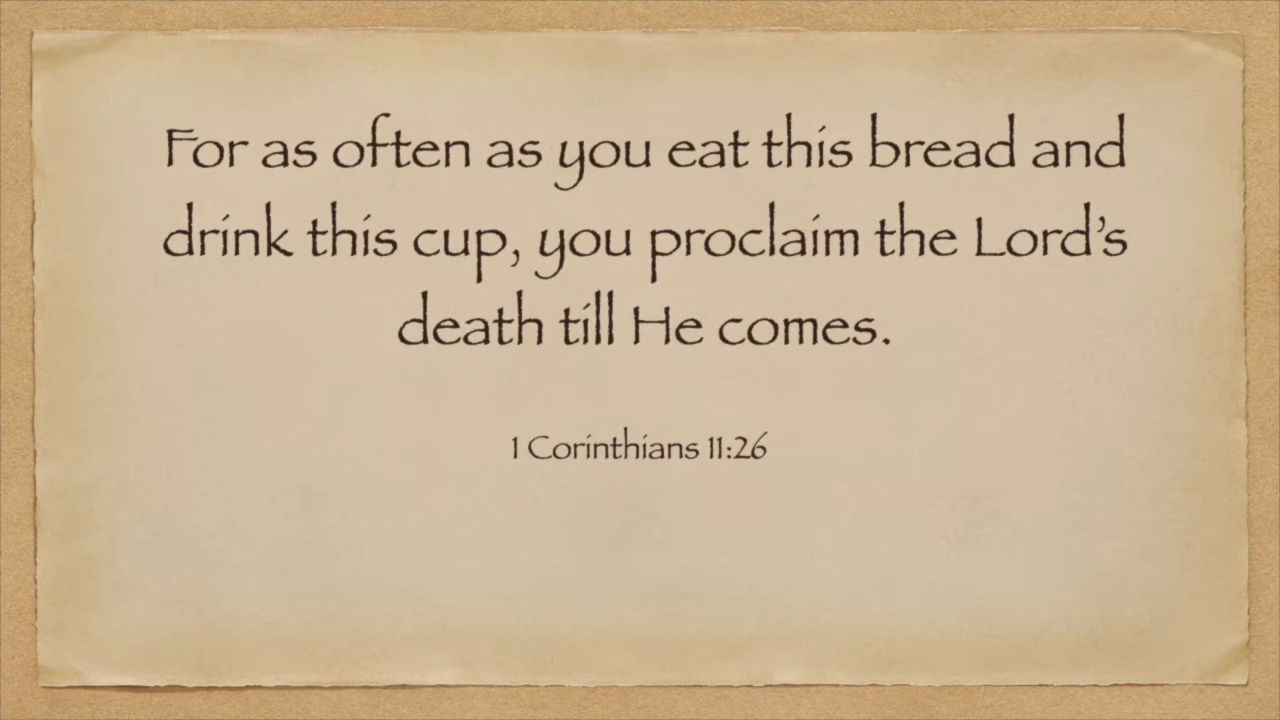 For as often as you eat this bread and
drink this cup, you proclaim the Lord’s
death till He comes.
1 Corinthians 11:26